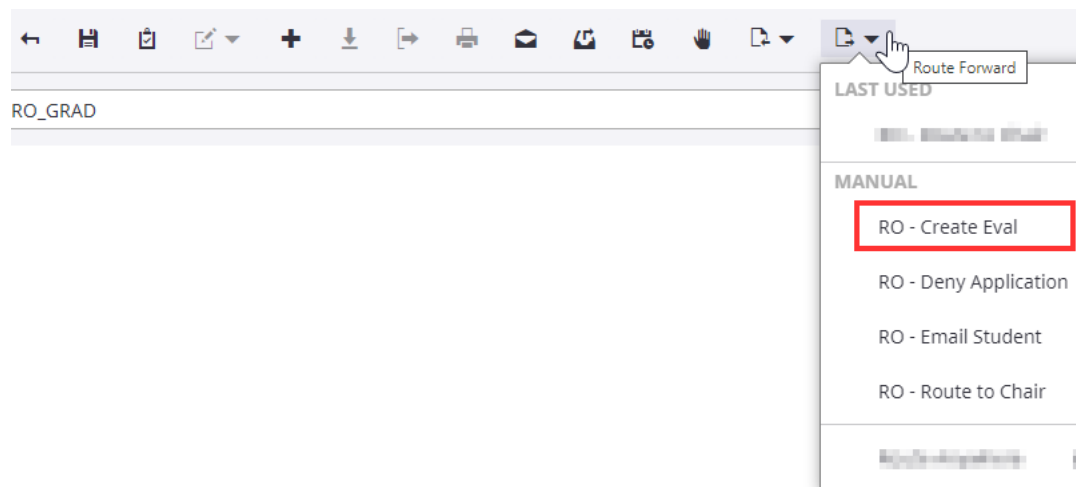 Route Forward
RO_GRAD
LAST USED
MANUAL
RO - Create Eval
RO - Deny Application
RO - Email Student
RO - Route to Chair